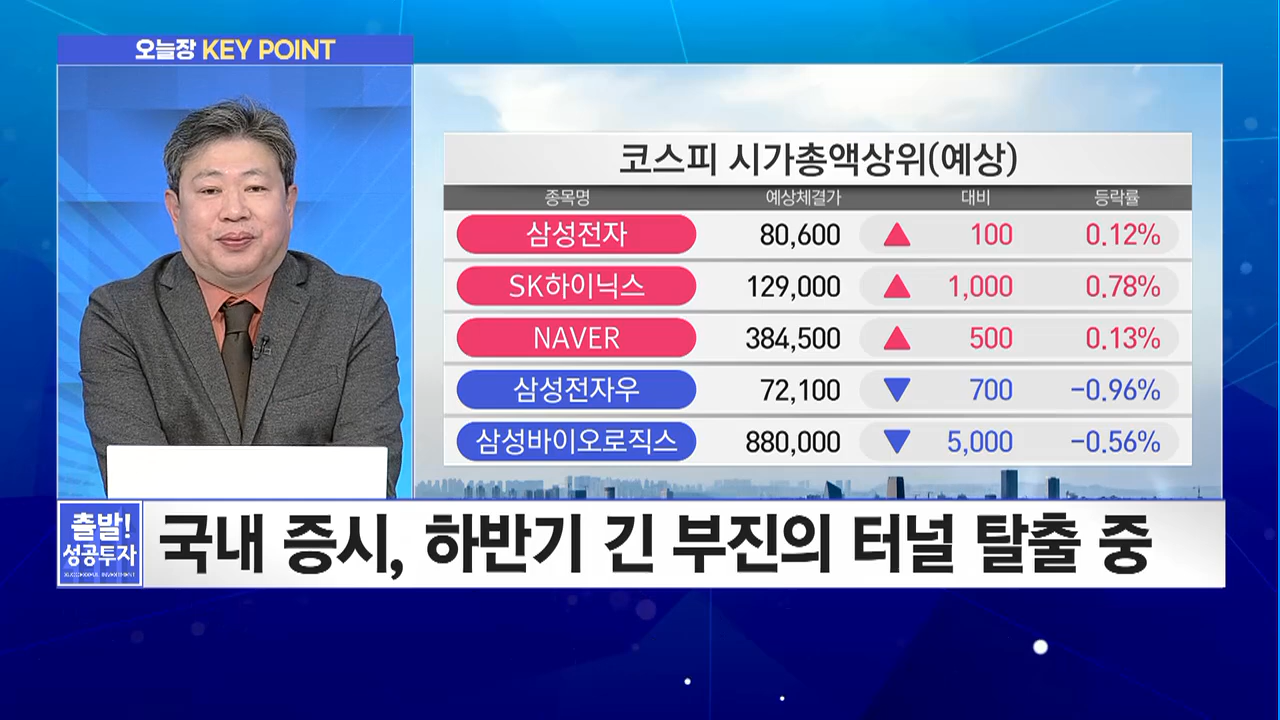 오늘장 KEY POINT
코스피 시가총액상위(예상)
종목명 예상체결가 대비 등락률
삼성전자 80,600 ▲ 100 0.12%
SK하이닉스 129,000 ▲ 1,000 0.78%
NAVER 384,500 ▲ 500 0.13%
삼성전자우 72,100 ▼ 700 -0.96%
삼성바이오로직스 880,000 ▼ 5,000 -0.56%
출발!
성공투자
국내 증시, 하반기 긴 부진의 터널 탈출 중